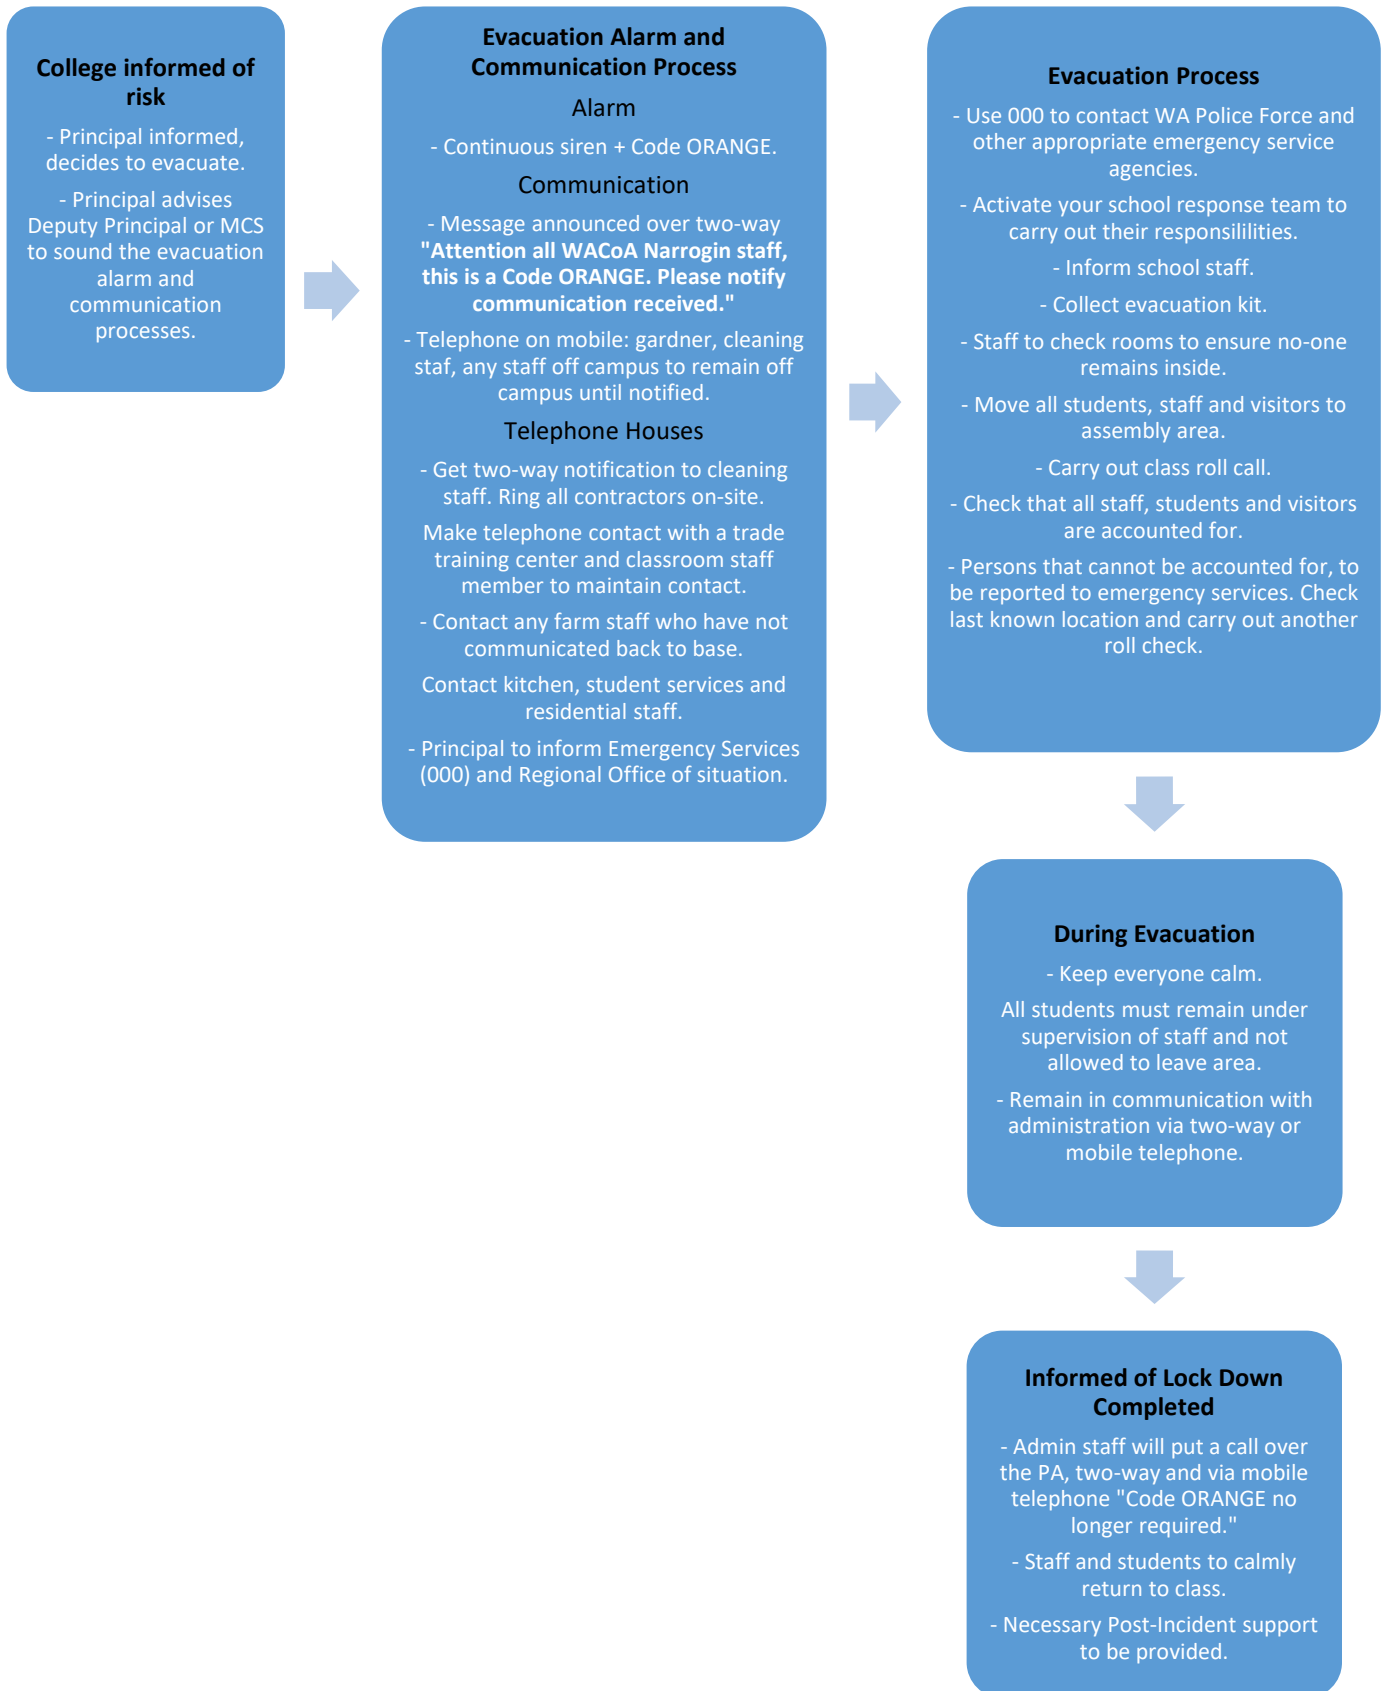 College informed of
risk
- Principal informed,
decides to evacuate.
- Principal advises
Deputy Principal or MCS
to sound the evacuation
alarm and
communication
processes.
Evacuation Alarm and
Communication Process
Alarm
- Continuous siren + Code ORANGE.
Communication
- Message announced over two-way
"Attention all WACoA Narrogin staff,
this is a Code ORANGE. Please notify
communication received."
- Telephone on mobile: gardner, cleaning
staf, any staff off campus to remain off
campus until notified.
Telephone Houses
- Get two-way notification to cleaning
staff. Ring all contractors on-site.
Make telephone contact with a trade
training center and classroom staff
member to maintain contact.
- Contact any farm staff who have not
communicated back to base.
Contact kitchen, student services and
residential staff.
- Principal to inform Emergency Services
(000) and Regional Office of situation.
Evacuation Process
- Use 000 to contact WA Police Force and
other appropriate emergency service
agencies.
- Activate your school response team to
carry out their responsililities.
- Inform school staff.
- Collect evacuation kit.
- Staff to check rooms to ensure no-one
remains inside.
- Move all students, staff and visitors to
assembly area.
- Carry out class roll call.
- Check that all staff, students and visitors
are accounted for.
- Persons that cannot be accounted for, to
be reported to emergency services. Check
last known location and carry out another
roll check.
During Evacuation
- Keep everyone calm.
All students must remain under
supervision of staff and not
allowed to leave area.
- Remain in communication with
administration via two-way or
mobile telephone.
Informed of Lock Down
Completed
- Admin staff will put a call over
the PA, two-way and via mobile
telephone "Code ORANGE no
longer required."
- Staff and students to calmly
return to class.
- Necessary Post-Incident support
to be provided.